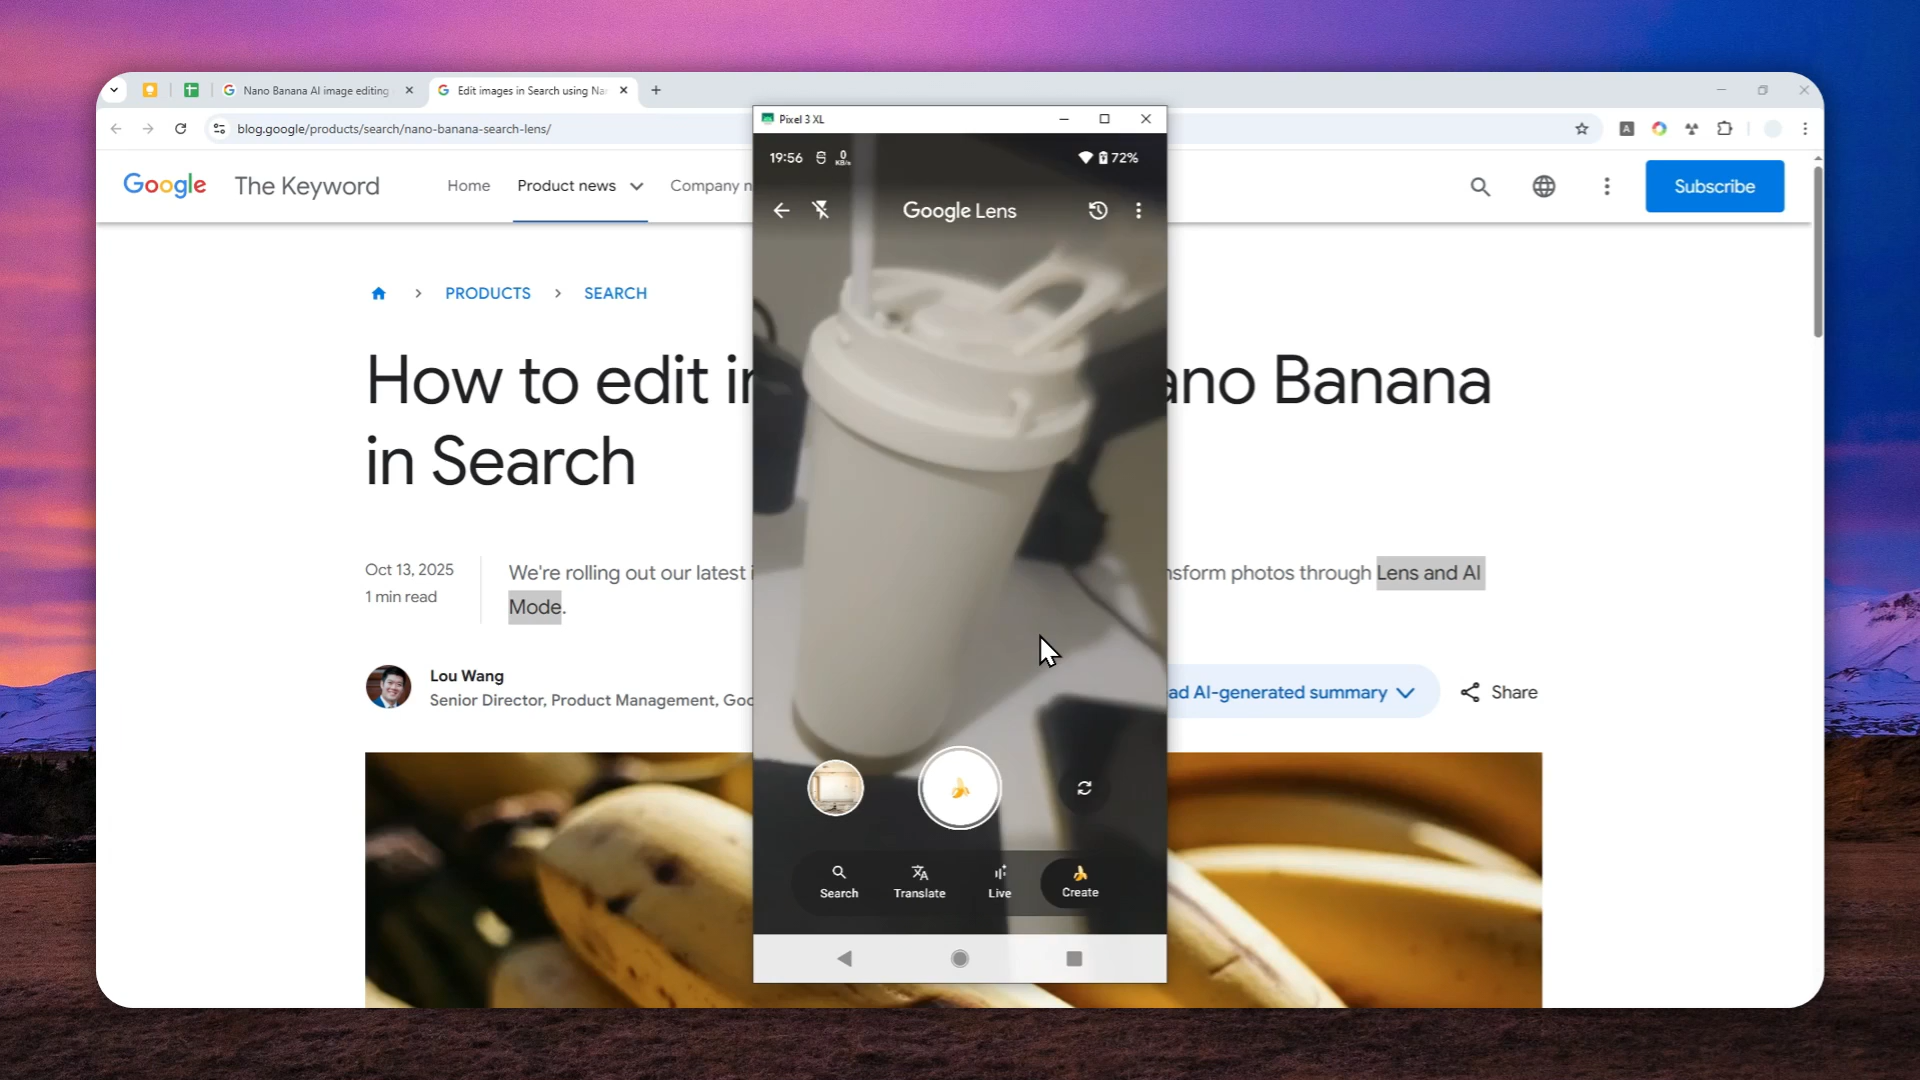 Nano Banana AI image editing
Edit images in Search using Na
blog.google/products/search/nano-banana-search-lens/
Google The Keyword
Home
Product news
Company n
Subscribe
PRODUCTS
SEARCH
How to edit i
ano Banana
in Search
Oct 13, 2025
1 min read
We're rolling out our latest i
nsform photos through Lens and AI
Mode.
Lou Wang
Senior Director, Product Management, Goo
ad AI-generated summary
Share
Pixel 3 XL
19:56
0
KB/s
72%
Google Lens
Search
Translate
Live
Create